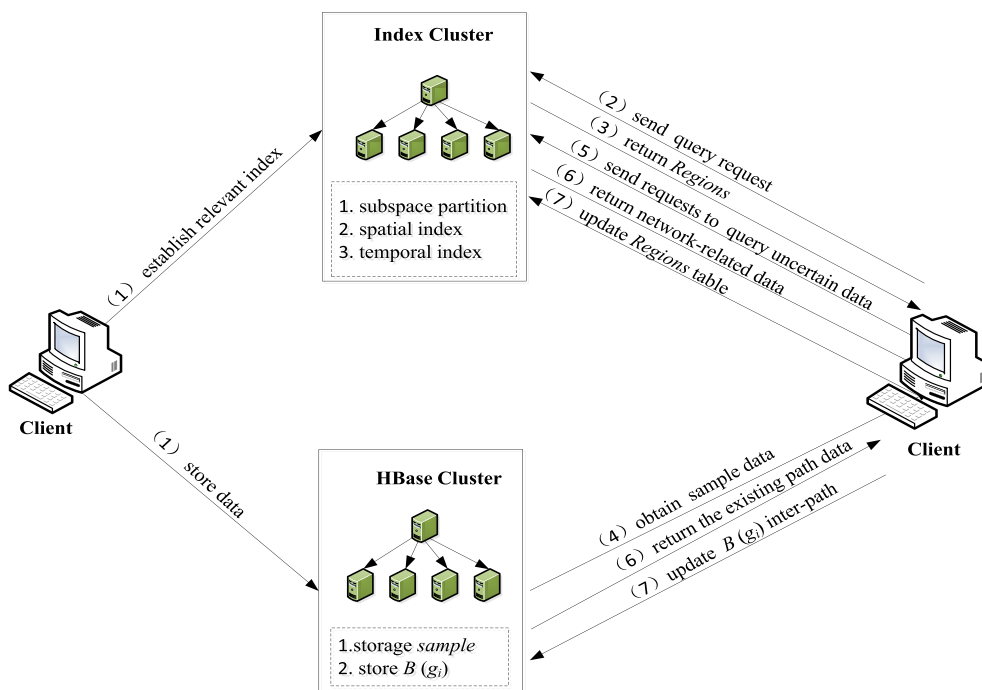 Index Cluster
1. subspace partition
2. spatial index
3. temporal index
（1）establish relevant index
（2）send query request
（3）return Regions
（5）send requests to query uncertain data
（6）return network-related data
（7）update Regions table
Client
Client
（1）store data
HBase Cluster
1.storage sample
2. store B (gi)
（4）obtain sample data
（6）return the existing path data
（7）update B (gi) inter-path